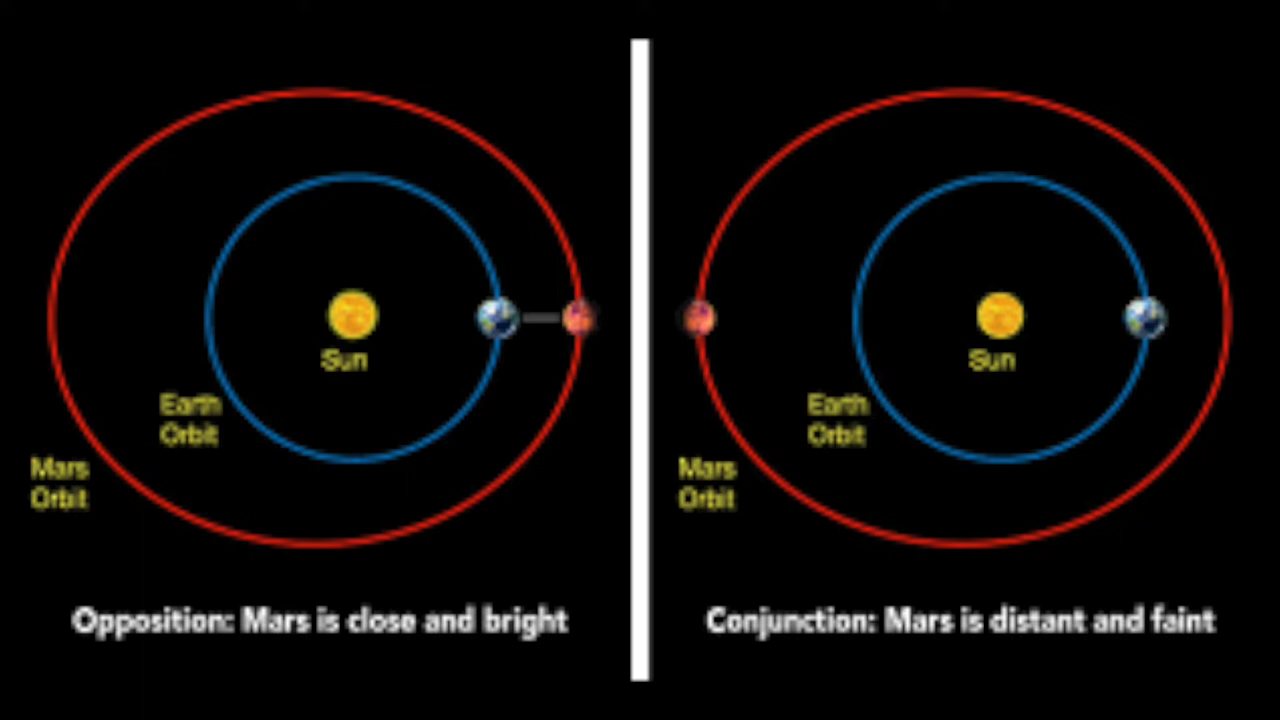 Sun
Earth
Orbit
Mars
Orbit
Opposition: Mars is close and bright
Sun
Earth
Orbit
Mars
Orbit
Conjunction: Mars is distant and faint